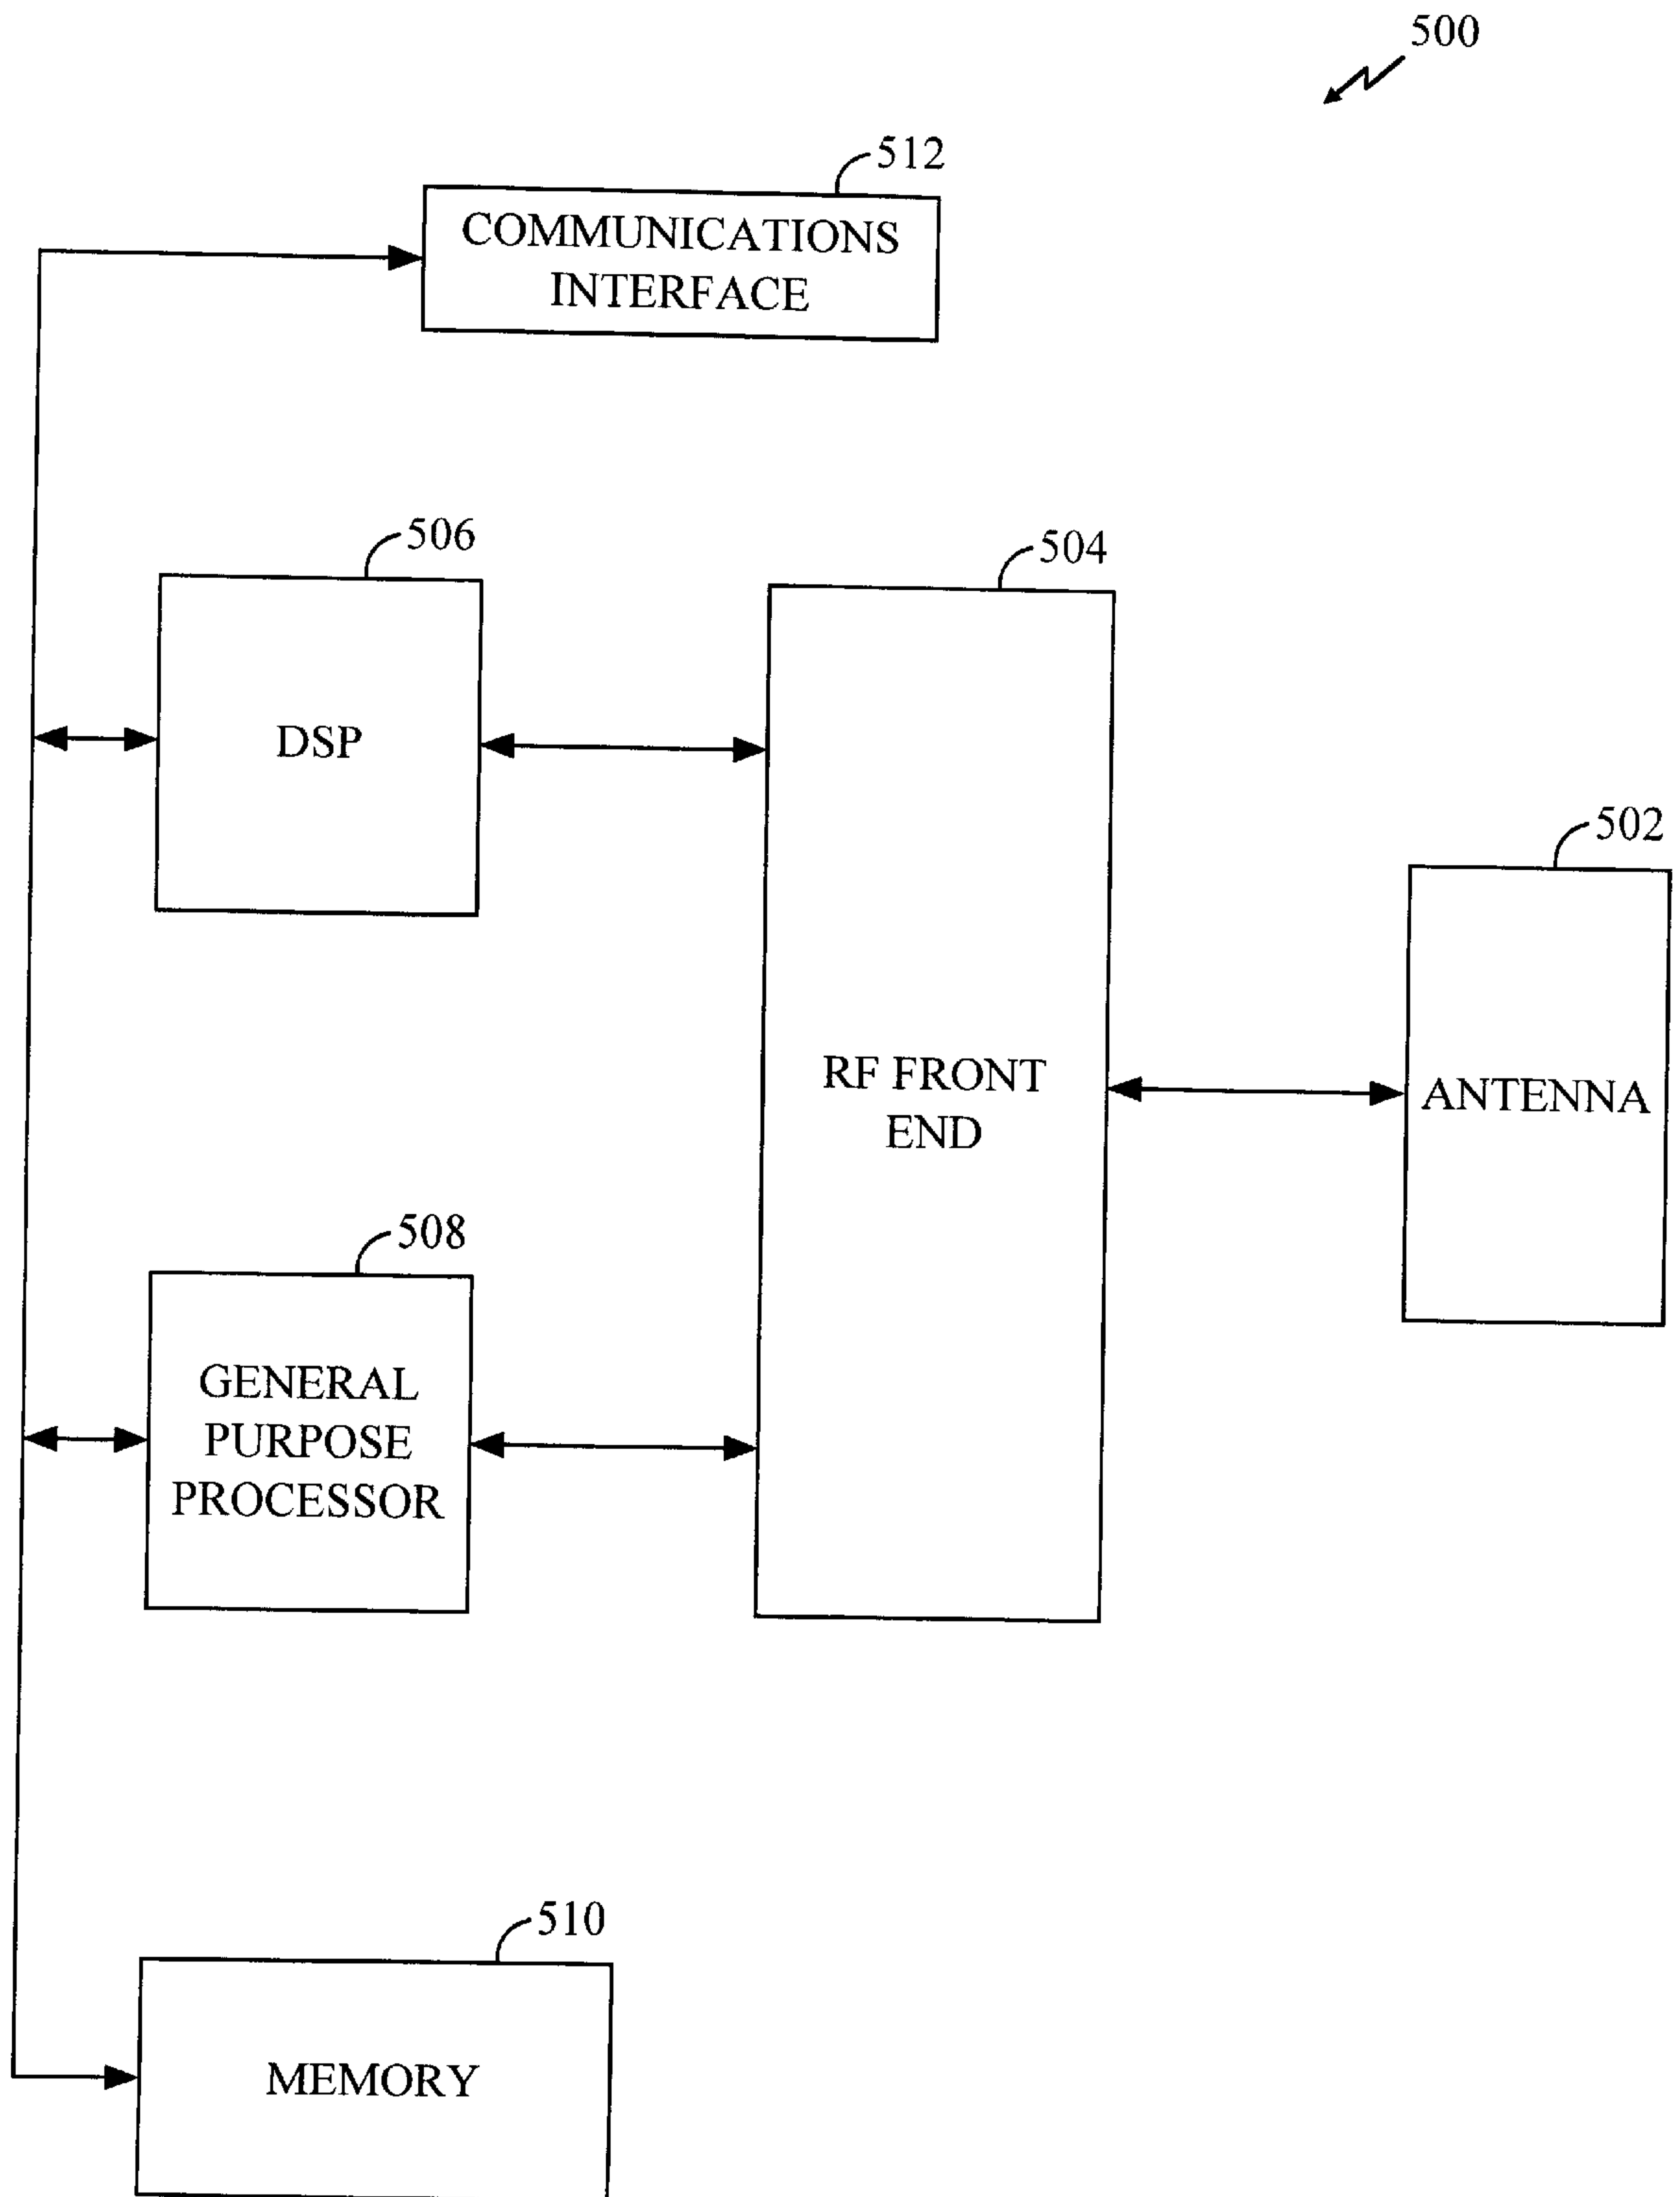 500
512
COMMUNICATIONS
INTERFACE
506
DSP
504
RF FRONT
END
502
ANTENNA
508
GENERAL
PURPOSE
PROCESSOR
510
MEMORY